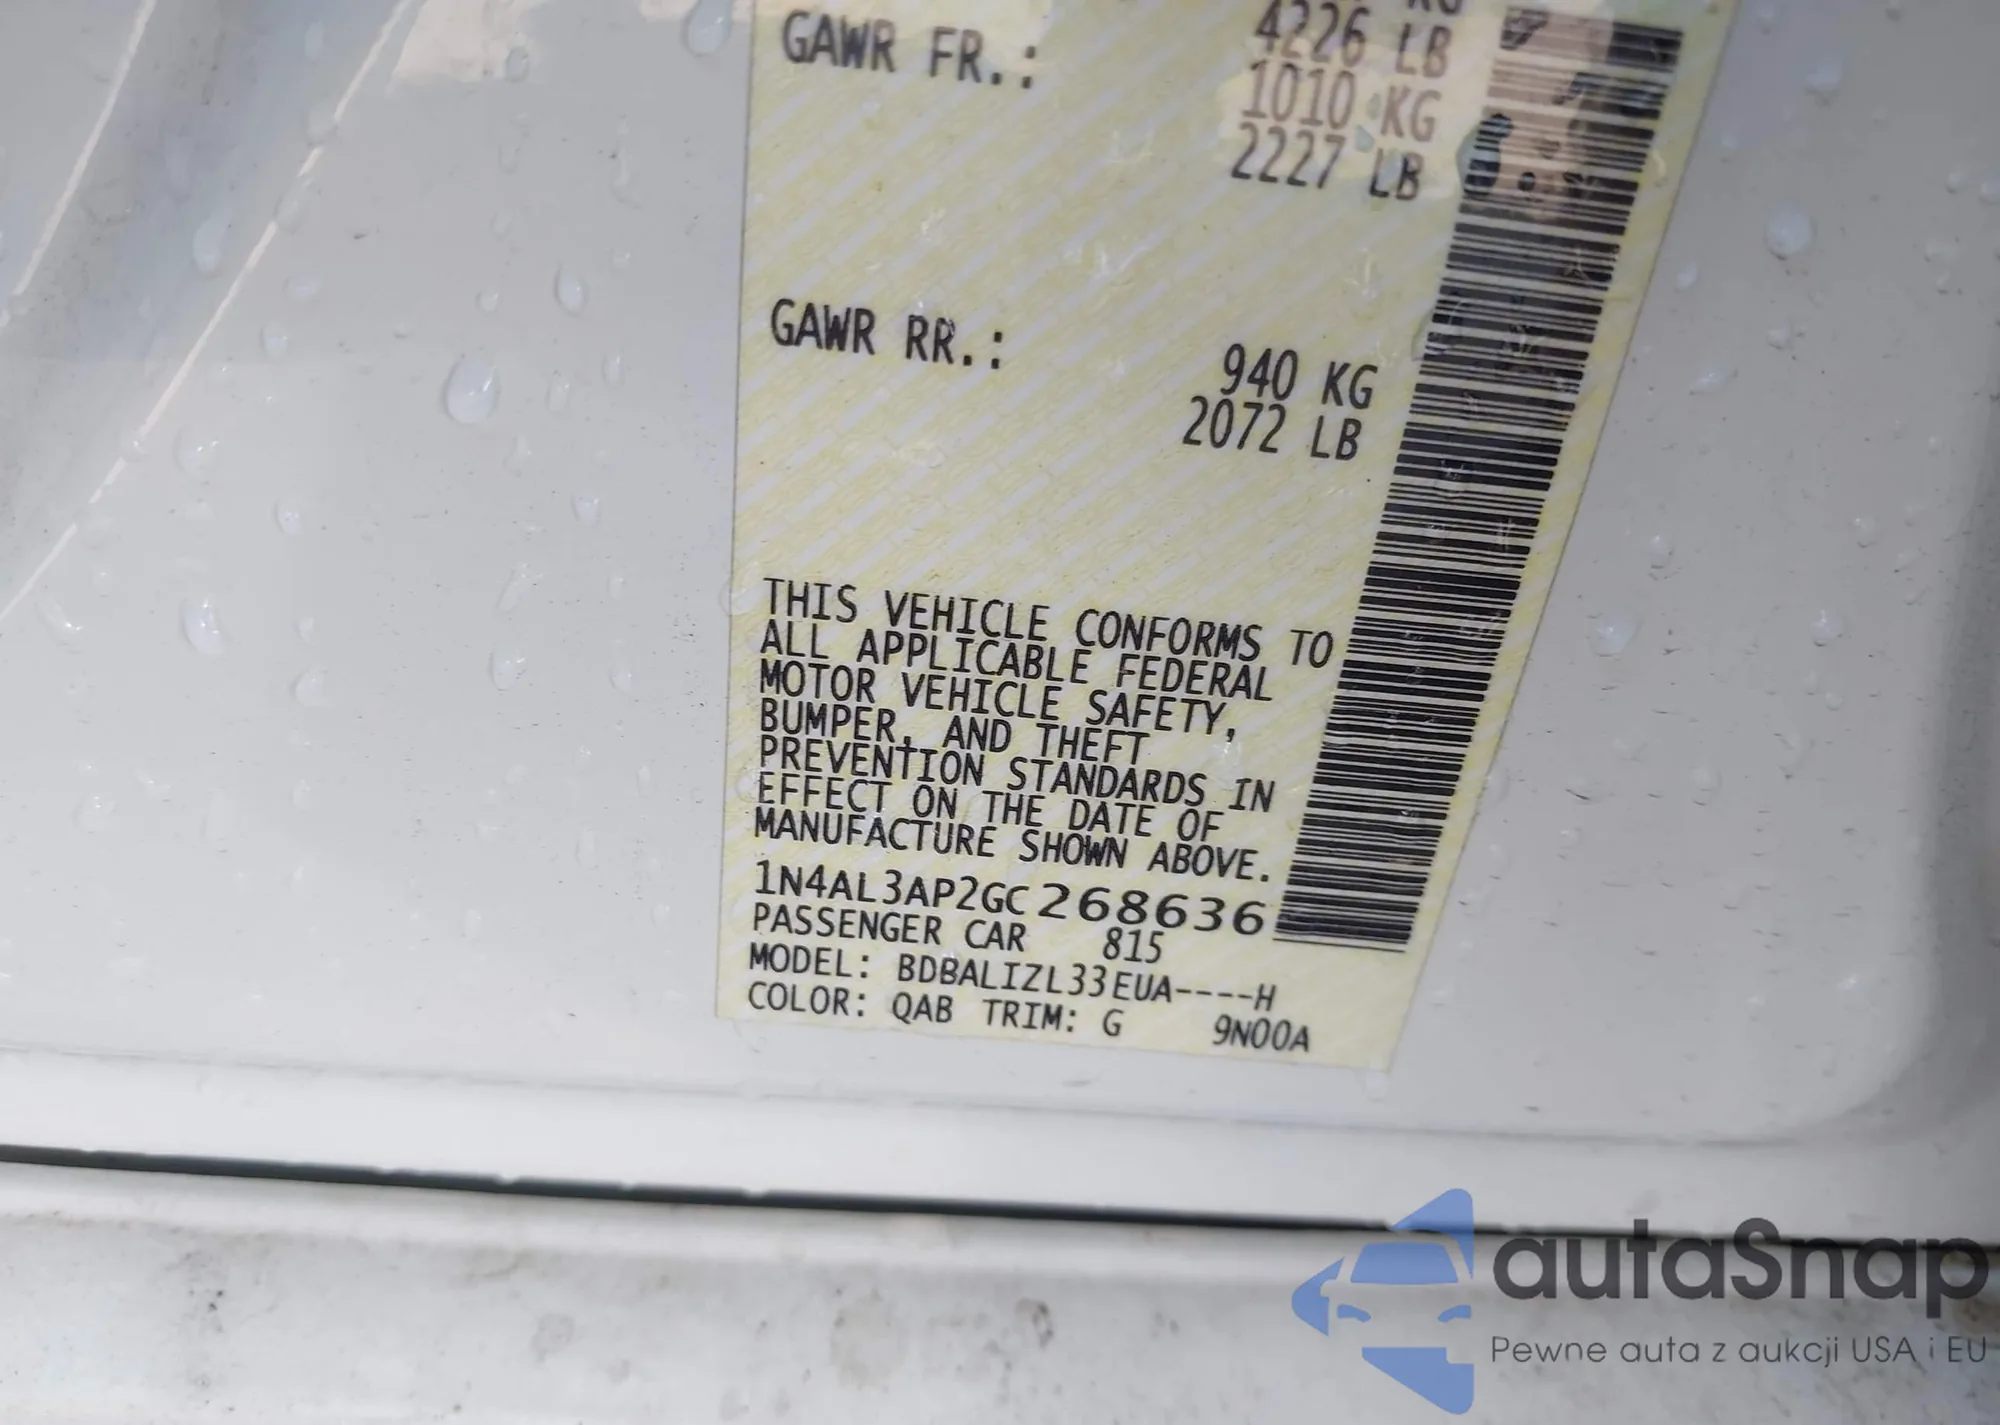 KG
4226 LB
GAWR FR.: 1010 KG
2227 LB
GAWR RR.: 940 KG
2072 LB
THIS VEHICLE CONFORMS TO
ALL APPLICABLE FEDERAL
MOTOR VEHICLE SAFETY,
BUMPER, AND THEFT
PREVENTION STANDARDS IN
EFFECT ON THE DATE OF
MANUFACTURE SHOWN ABOVE.
1N4AL3AP2GC268636
PASSENGER CAR 815
MODEL: BDBALIZL33EUA----H
COLOR: QAB TRIM: G 9N00A
autaSnap
Pewne auta z aukcji USA i EU